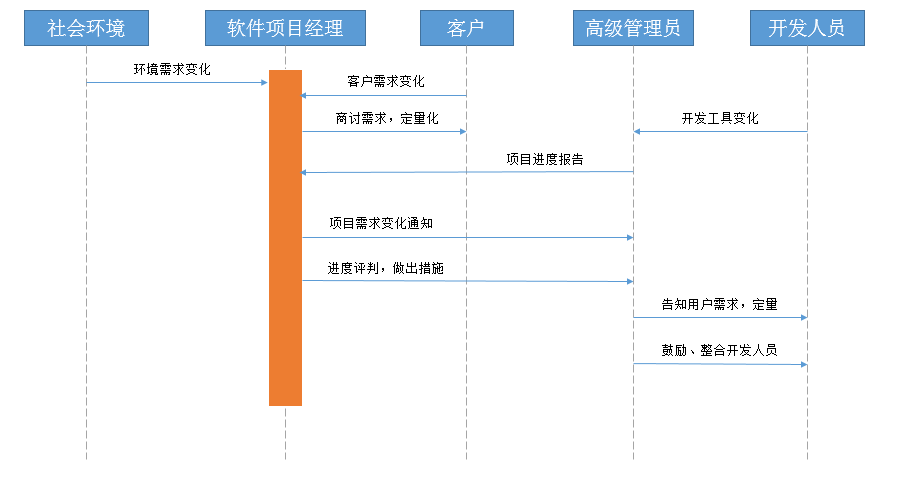 社会环境
软件项目经理
客户
高级管理员
开发人员
环境需求变化
客户需求变化
商讨需求，定量化
开发工具变化
项目进度报告
项目需求变化通知
进度评判，做出措施
告知用户需求，定量
鼓励、整合开发人员